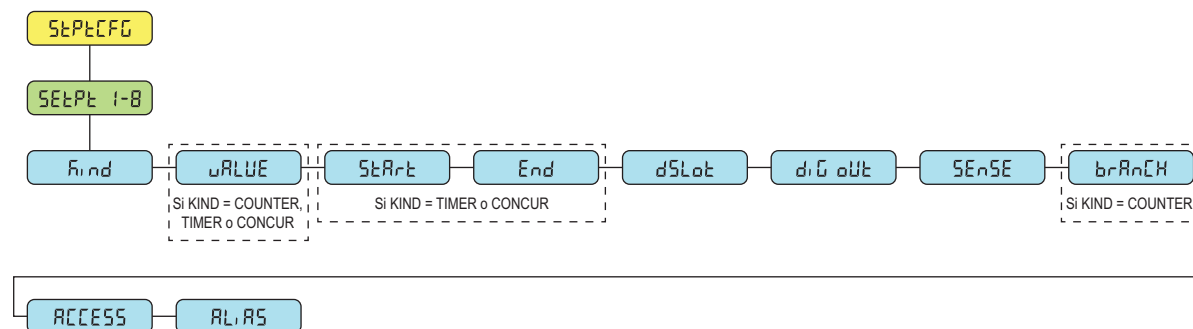 StPtCFG
SEtPt 1-8
Kind
vALUE
StArt
End
dSLot
diG oUt
SEnSE
brAnCH
Si KIND = COUNTER,
TIMER o CONCUR
Si KIND = TIMER o CONCUR
Si KIND = COUNTER
ACCESS
ALiAS